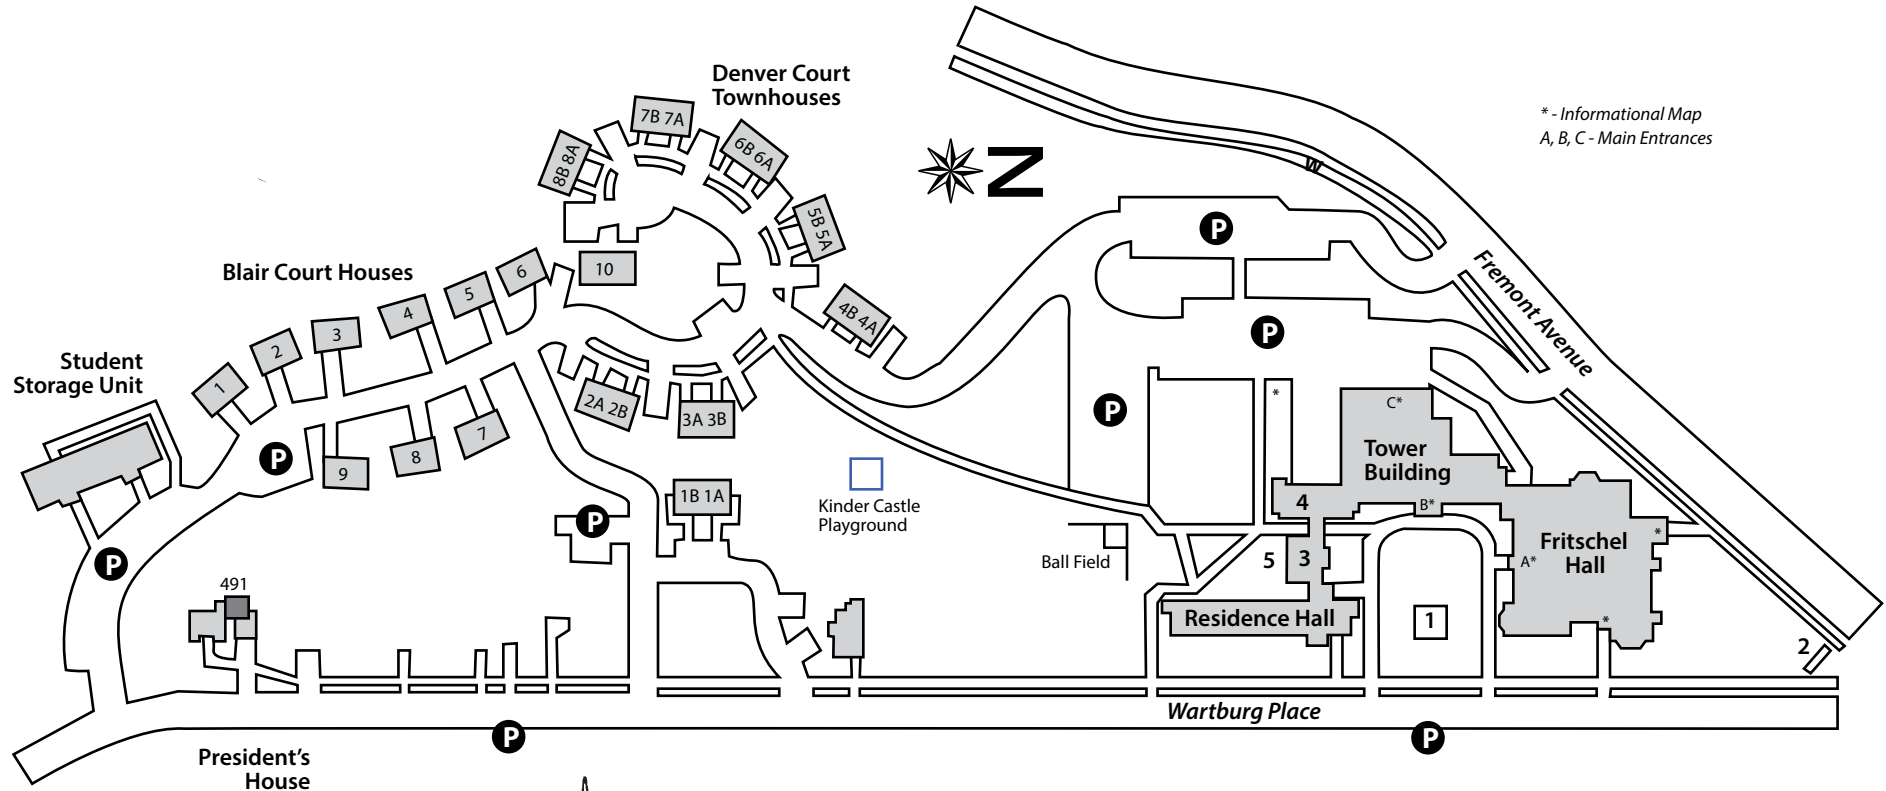 Denver Court
Townhouses
* - Informational Map
A, B, C - Main Entrances
7B 7A
8B 8A
6B 6A
5B 5A
4B 4A
N
W
P
Fremont Avenue
Blair Court Houses
10
6
5
4
3
2
1
Student
Storage Unit
P
P
2A 2B
3A 3B
7
8
9
P
Kinder Castle
Playground
1B 1A
P
P
*
C*
Tower
Building
4
B*
Ball Field
5
3
A*
Fritschel
Hall
*
*
491
Residence Hall
1
2
Wartburg Place
P
P
President's
House